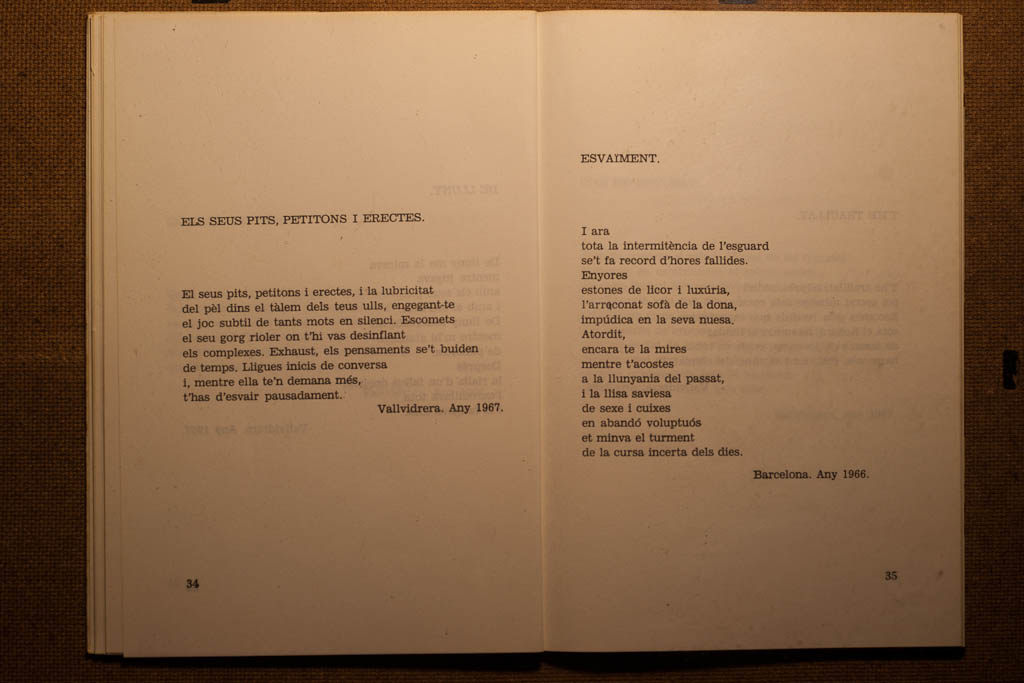 ELS SEUS PITS, PETITONS I ERECTES.
El seus pits, petitons i erectes, i la lubricitat
del pèl dins el tàlem dels teus ulls, engegant-te
el joc subtil de tants mots en silenci. Escomets
el seu gorg rioler on t'hi vas desinflant
els complexes. Exhaust, els pensaments se't buiden
de temps. Lligues inicis de conversa
i, mentre ella te'n demana més,
t'has d'esvair pausadament.
Vallvidrera. Any 1967.
34
ESVAÏMENT.
I ara
tota la intermitència de l'esguard
se't fa record d'hores fallides.
Enyores
estones de licor i luxúria,
l'arreconat sofà de la dona,
impúdica en la seva nuesa.
Atordit,
encara te la mires
mentre t'acostes
a la llunyania del passat,
i la llisa saviesa
de sexe i cuixes
en abandó voluptuós
et minva el turment
de la cursa incerta dels dies.
Barcelona. Any 1966.
35